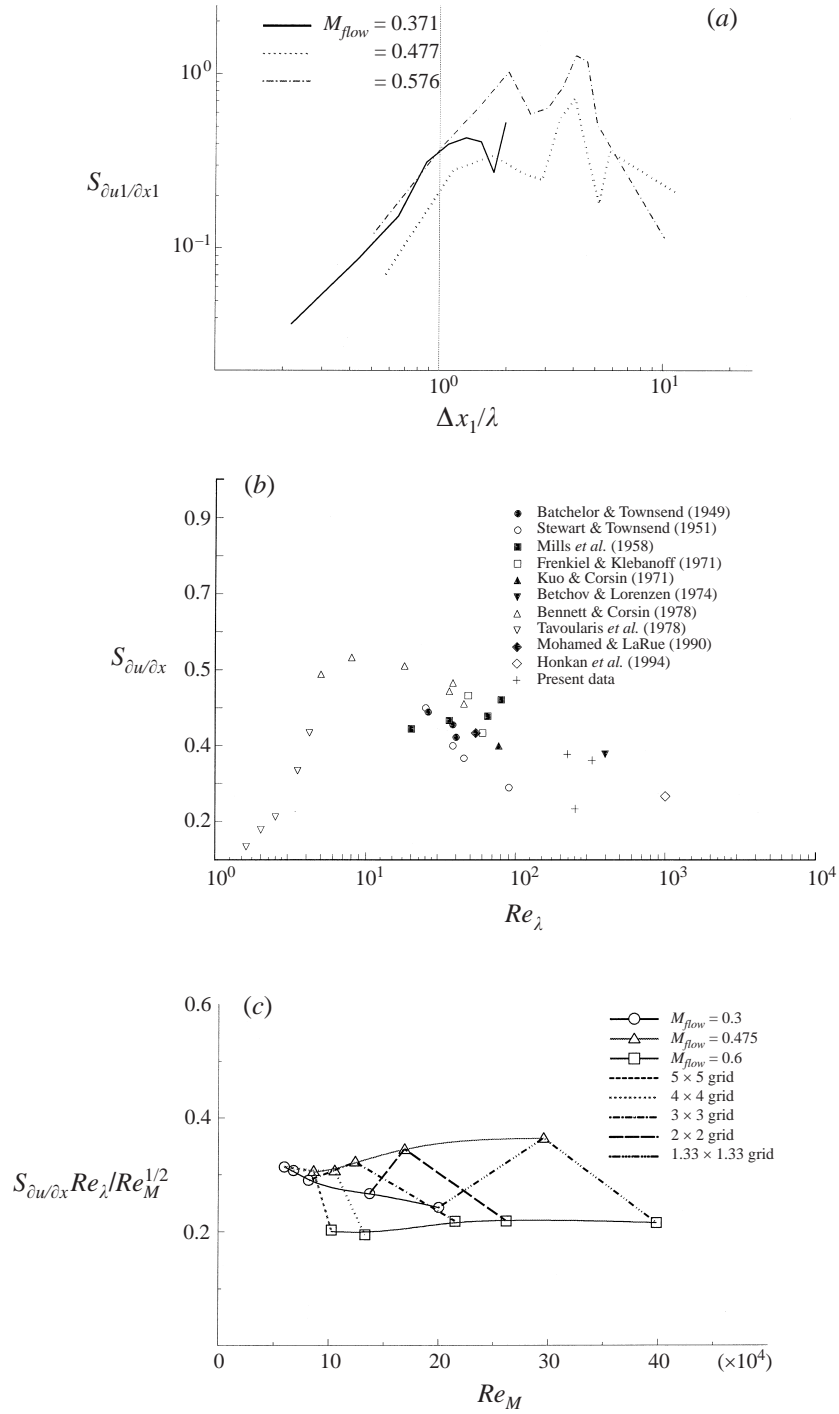 (a)
M_flow = 0.371
= 0.477
= 0.576
10^0
10^−1
S_∂u1/∂x1
10^0
10^1
Δx_1/λ
(b)
Batchelor & Townsend (1949)
Stewart & Townsend (1951)
Mills et al. (1958)
Frenkiel & Klebanoff (1971)
Kuo & Corsin (1971)
Betchov & Lorenzen (1974)
Bennett & Corsin (1978)
Tavoularis et al. (1978)
Mohamed & LaRue (1990)
Honkan et al. (1994)
Present data
0.9
0.7
0.5
0.4
0.2
S_∂u/∂x
10^0
10^1
10^2
10^3
10^4
Re_λ
(c)
M_flow = 0.3
M_flow = 0.475
M_flow = 0.6
5 × 5 grid
4 × 4 grid
3 × 3 grid
2 × 2 grid
1.33 × 1.33 grid
0.6
0.4
0.2
S_∂u/∂x Re_λ/Re_M^1/2
0
10
20
30
40
(×10^4)
Re_M